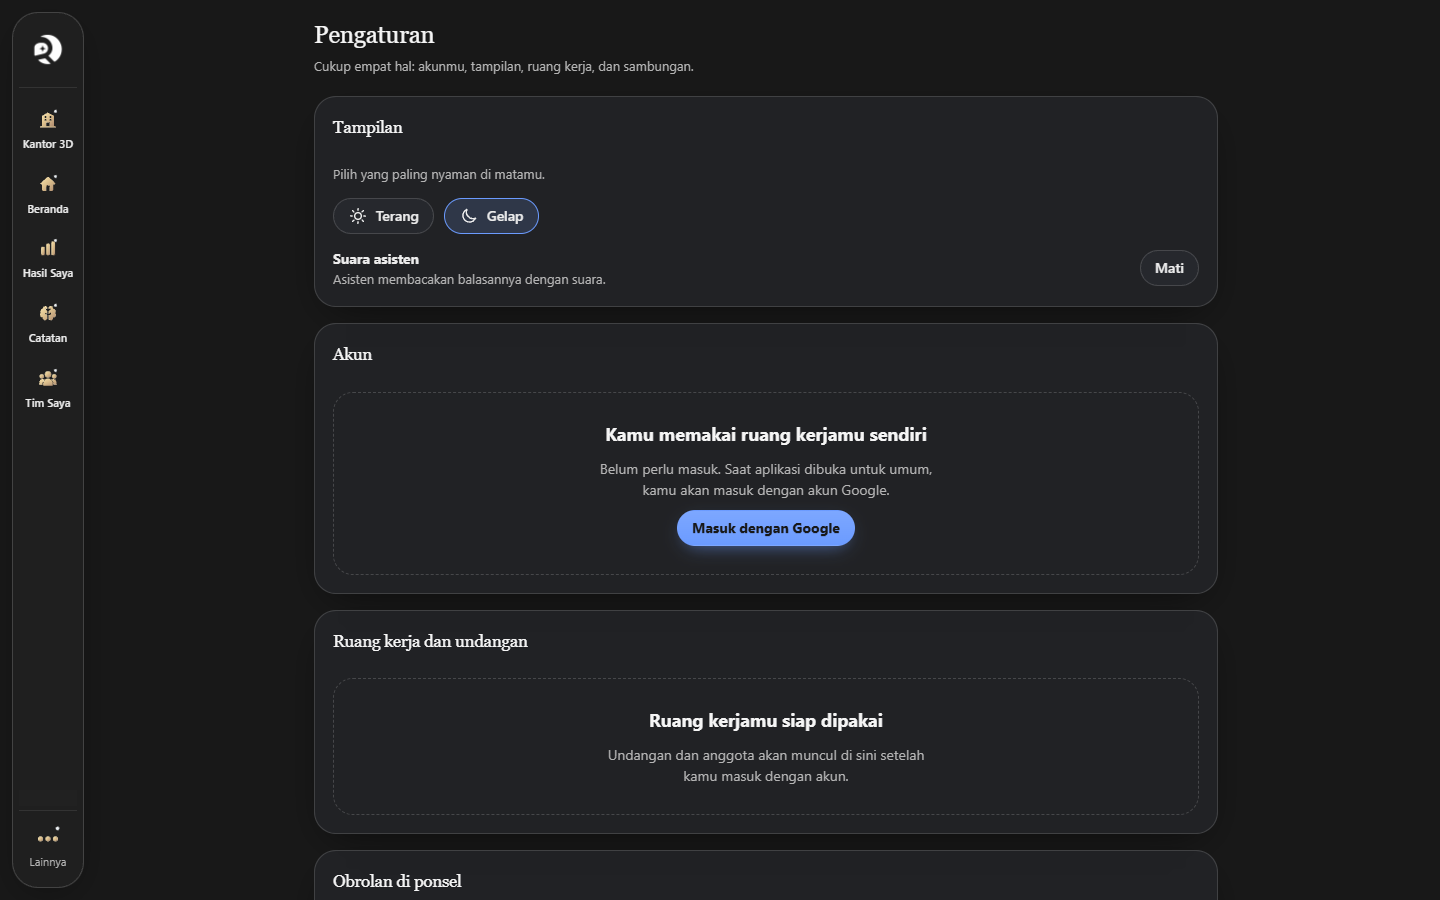 Pengaturan
Cukup empat hal: akunmu, tampilan, ruang kerja, dan sambungan.
Kantor 3D
Beranda
Hasil Saya
Catatan
Tim Saya
Lainnya
Tampilan
Pilih yang paling nyaman di matamu.
Terang
Gelap
Suara asisten
Asisten membacakan balasannya dengan suara.
Mati
Akun
Kamu memakai ruang kerjamu sendiri
Belum perlu masuk. Saat aplikasi dibuka untuk umum,
kamu akan masuk dengan akun Google.
Masuk dengan Google
Ruang kerja dan undangan
Ruang kerjamu siap dipakai
Undangan dan anggota akan muncul di sini setelah
kamu masuk dengan akun.
Obrolan di ponsel